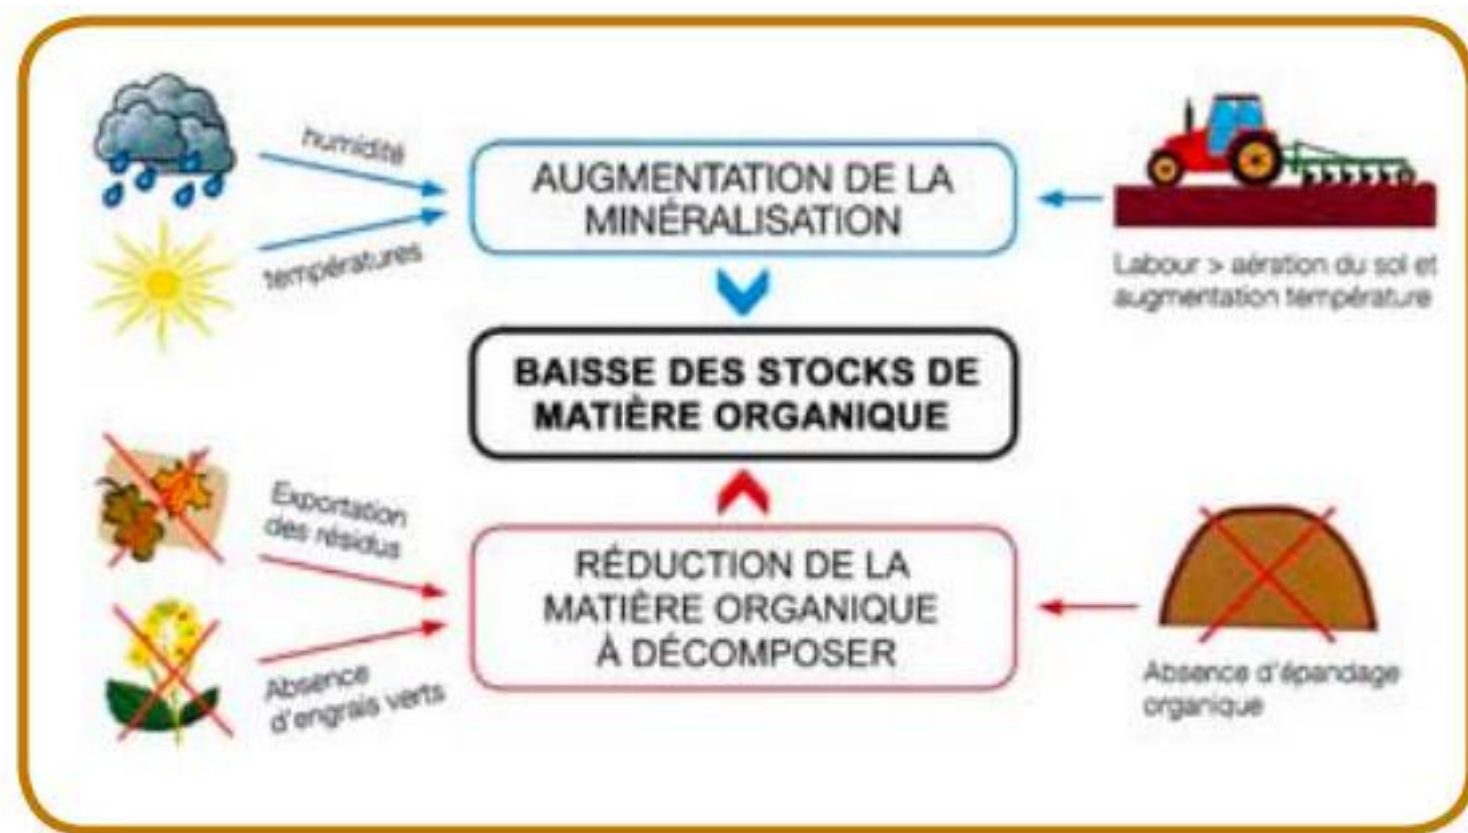 humidité
températures
AUGMENTATION DE LA
MINÉRALISATION
Labour > aération du sol et
augmentation température
BAISSE DES STOCKS DE
MATIÈRE ORGANIQUE
Exportation
des résidus
Absence
d'engrais verts
RÉDUCTION DE LA
MATIÈRE ORGANIQUE
À DÉCOMPOSER
Absence d'épandage
organique